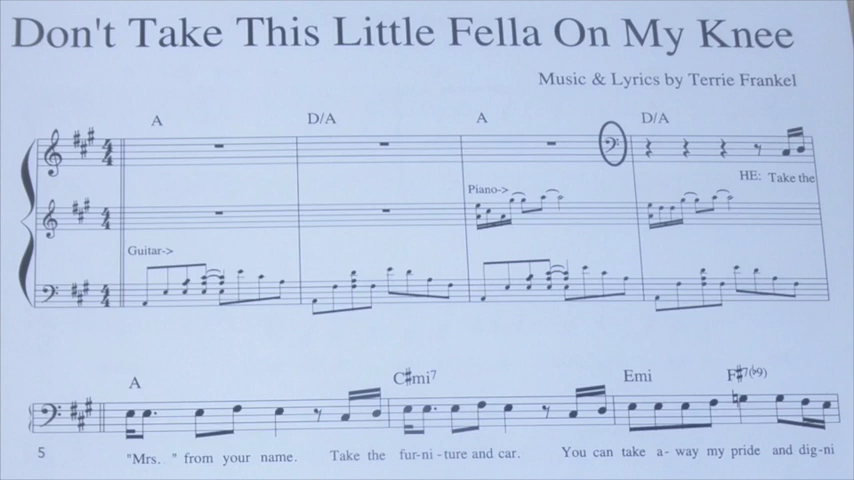 Don't Take This Little Fella On My Knee
Music & Lyrics by Terrie Frankel
A D/A A D/A
HE: Take the
Piano->
Guitar->
A C#mi7 Emi F#7(b9)
5 "Mrs. " from your name. Take the fur-ni-ture and car. You can take a-way my pride and dig-ni